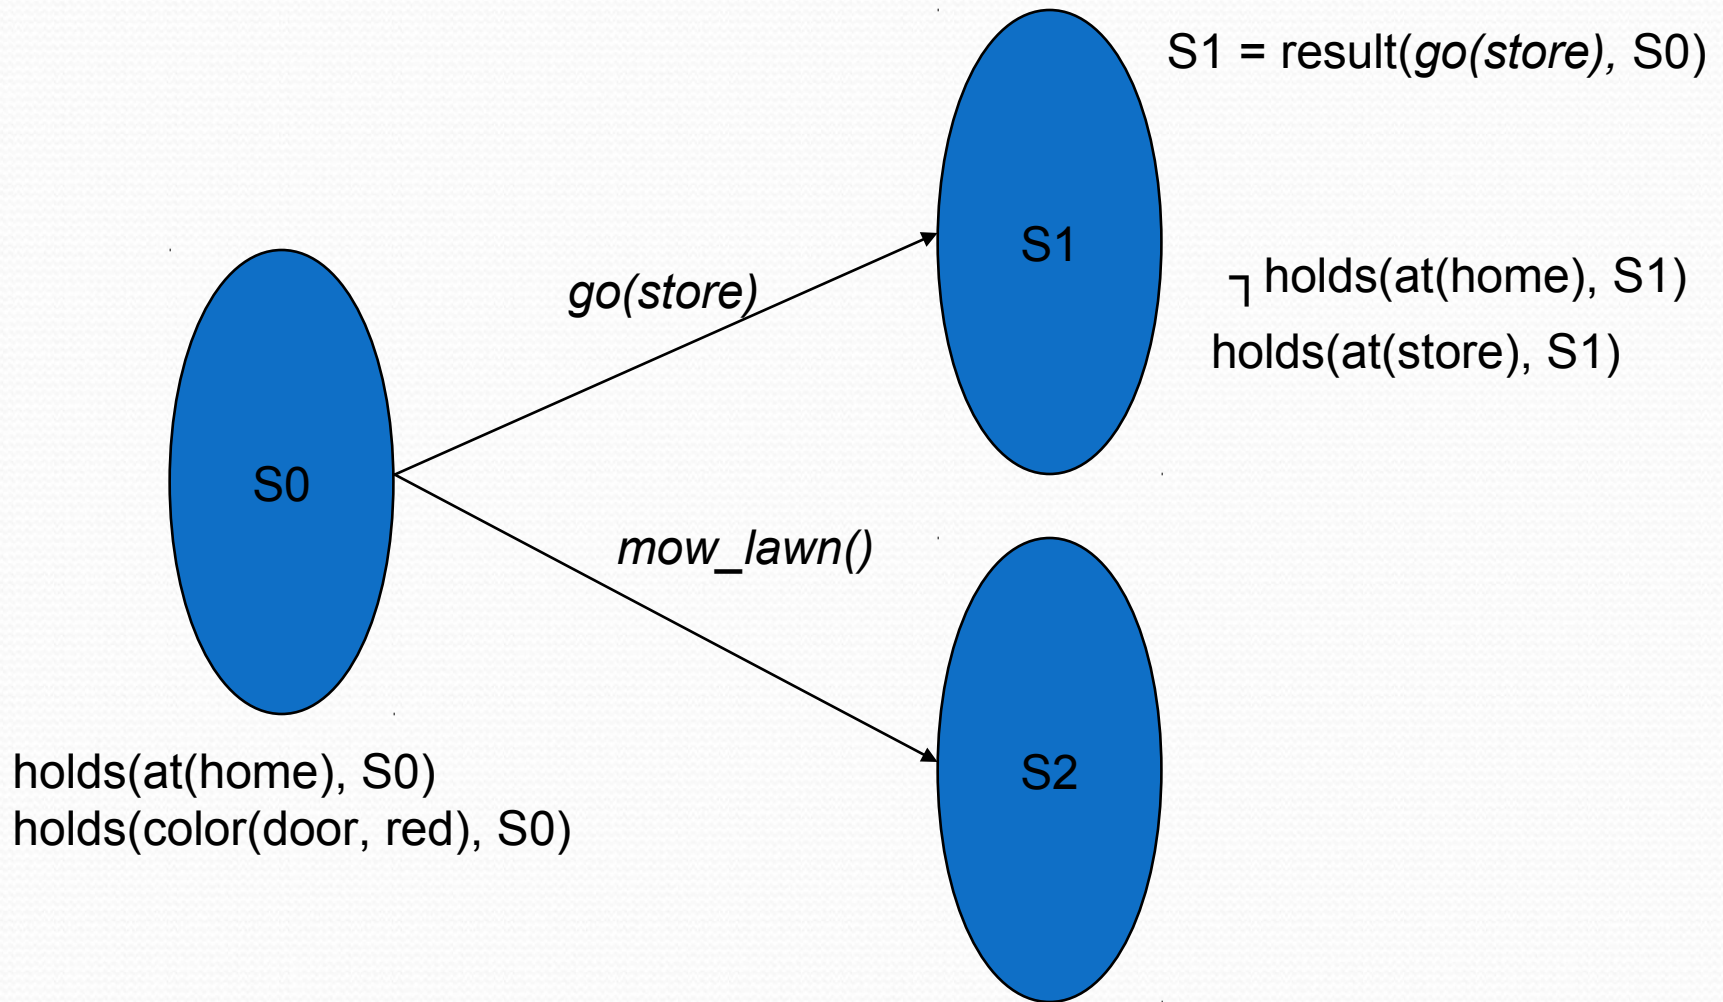 S1 = result(go(store), S0)
S1
go(store)
┐holds(at(home), S1)
holds(at(store), S1)
S0
mow_lawn()
S2
holds(at(home), S0)
holds(color(door, red), S0)